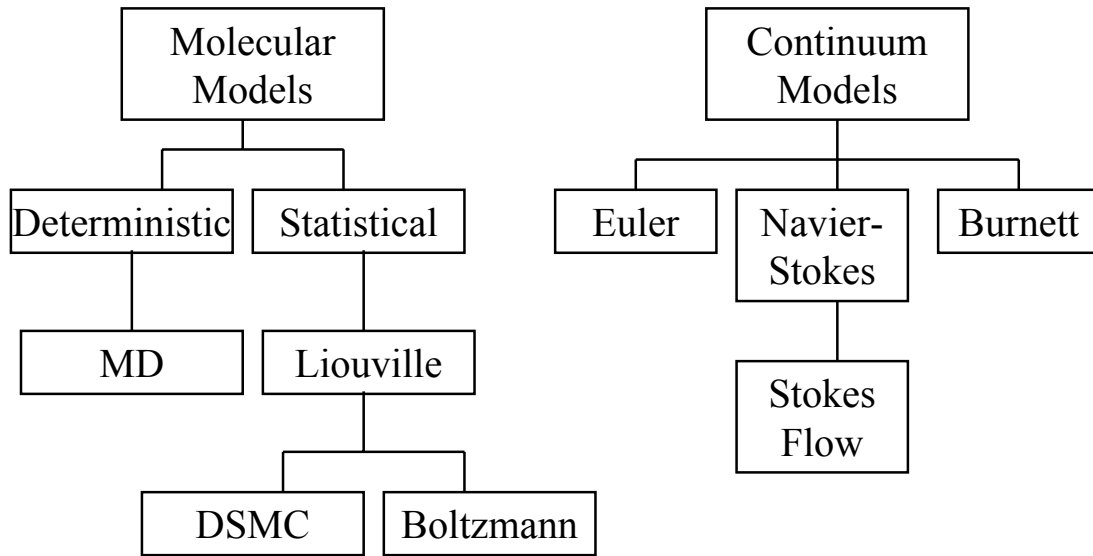 Molecular
Models
Continuum
Models
Deterministic
Statistical
Euler
Navier-
Stokes
Burnett
MD
Liouville
Stokes
Flow
DSMC
Boltzmann